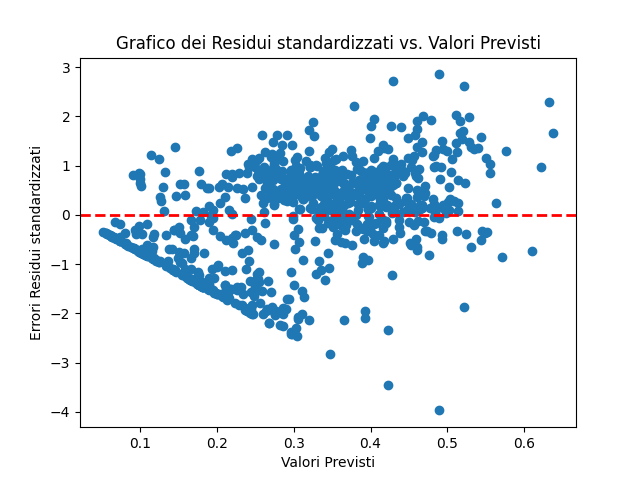 Grafico dei Residui standardizzati vs. Valori Previsti
Errori Residui standardizzati
3
2
1
0
−1
−2
−3
−4
0.1 0.2 0.3 0.4 0.5 0.6
Valori Previsti